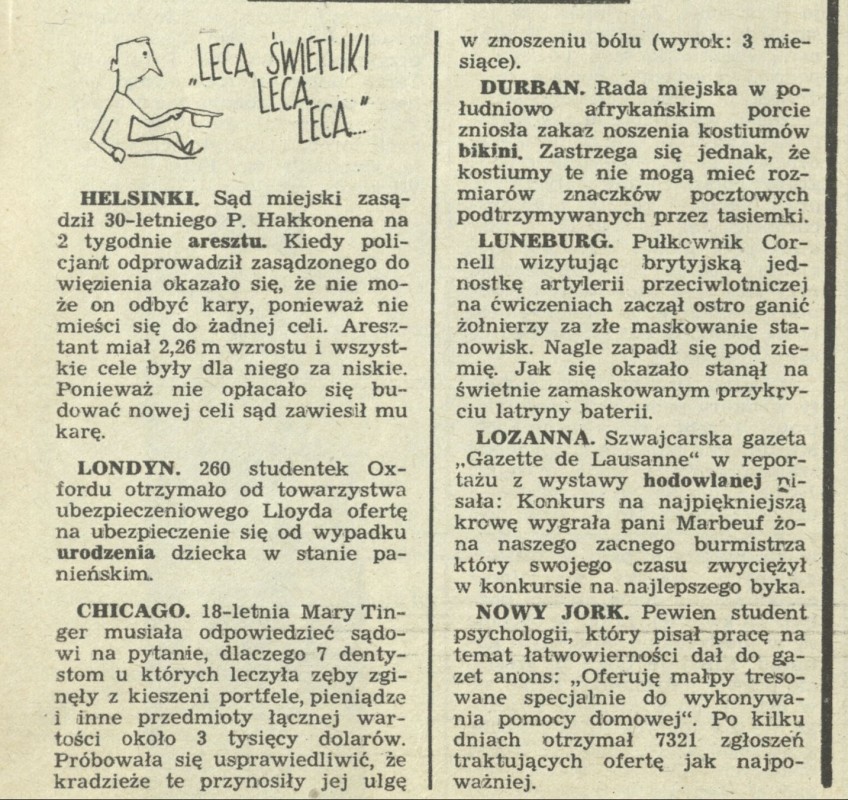 „LECĄ ŚWIETLIKI
LECĄ,
LECĄ..."
HELSINKI. Sąd miejski zasą-
dził 30-letniego P. Hakkonena na
2 tygodnie aresztu. Kiedy poli-
cjant odprowadził zasądzonego do
więzienia okazało się, że nie mo-
że on odbyć kary, ponieważ nie
mieści się do żadnej celi. Aresz-
tant miał 2,26 m wzrostu i wszyst-
kie cele były dla niego za niskie.
Ponieważ nie opłacało się bu-
dować nowej celi sąd zawiesił mu
karę.
LONDYN. 260 studentek Ox-
fordu otrzymało od towarzystwa
ubezpieczeniowego Lloyda ofertę
na ubezpieczenie się od wypadku
urodzenia dziecka w stanie pa-
nieńskim.
CHICAGO. 18-letnia Mary Tin-
ger musiała odpowiedzieć sądo-
wi na pytanie, dlaczego 7 denty-
stom u których leczyła zęby zgi-
nęły z kieszeni portfele, pieniądze
i inne przedmioty łącznej war-
tości około 3 tysięcy dolarów.
Próbowała się usprawiedliwić, że
kradzieże te przynosiły jej ulgę
w znoszeniu bólu (wyrok: 3 mie-
siące).
DURBAN. Rada miejska w po-
łudniowo afrykańskim porcie
zniosła zakaz noszenia kostiumów
bikini. Zastrzega się jednak, że
kostiumy te nie mogą mieć roz-
miarów znaczków pocztowych
podtrzymywanych przez tasiemki.
LUNEBURG. Pułkownik Cor-
nell wizytując brytyjską jed-
nostkę artylerii przeciwlotniczej
na ćwiczeniach zaczął ostro ganić
żołnierzy za złe maskowanie sta-
nowisk. Nagle zapadł się pod zie-
mię. Jak się okazało stanął na
świetnie zamaskowanym przykry-
ciu latryny baterii.
LOZANNA. Szwajcarska gazeta
„Gazette de Lausanne" w repor-
tażu z wystawy hodowlanej pi-
sała: Konkurs na najpiękniejszą
krowę wygrała pani Marbeuf żo-
na naszego zacnego burmistrza
który swojego czasu zwyciężył
w konkursie na najlepszego byka.
NOWY JORK. Pewien student
psychologii, który pisał pracę na
temat łatwowierności dał do ga-
zet anons: „Oferuję małpy treso-
wane specjalnie do wykonywa-
nia pomocy domowej". Po kilku
dniach otrzymał 7321 zgłoszeń
traktujących ofertę jak najpo-
ważniej.